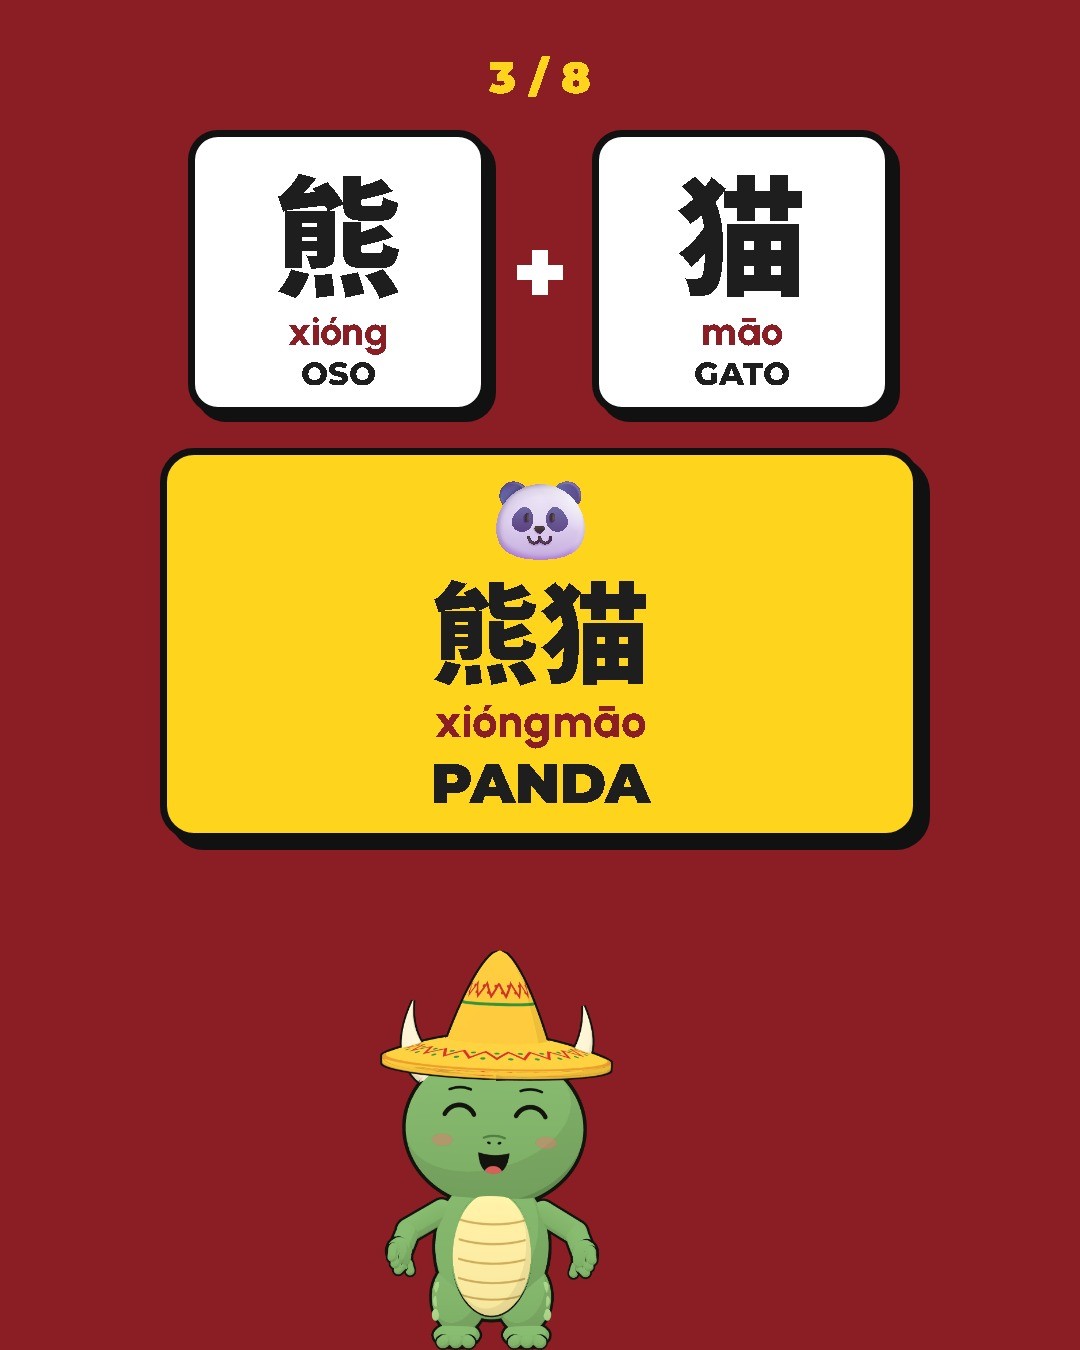 3 / 8
熊
xióng
OSO
+
猫
māo
GATO
熊猫
xióngmāo
PANDA